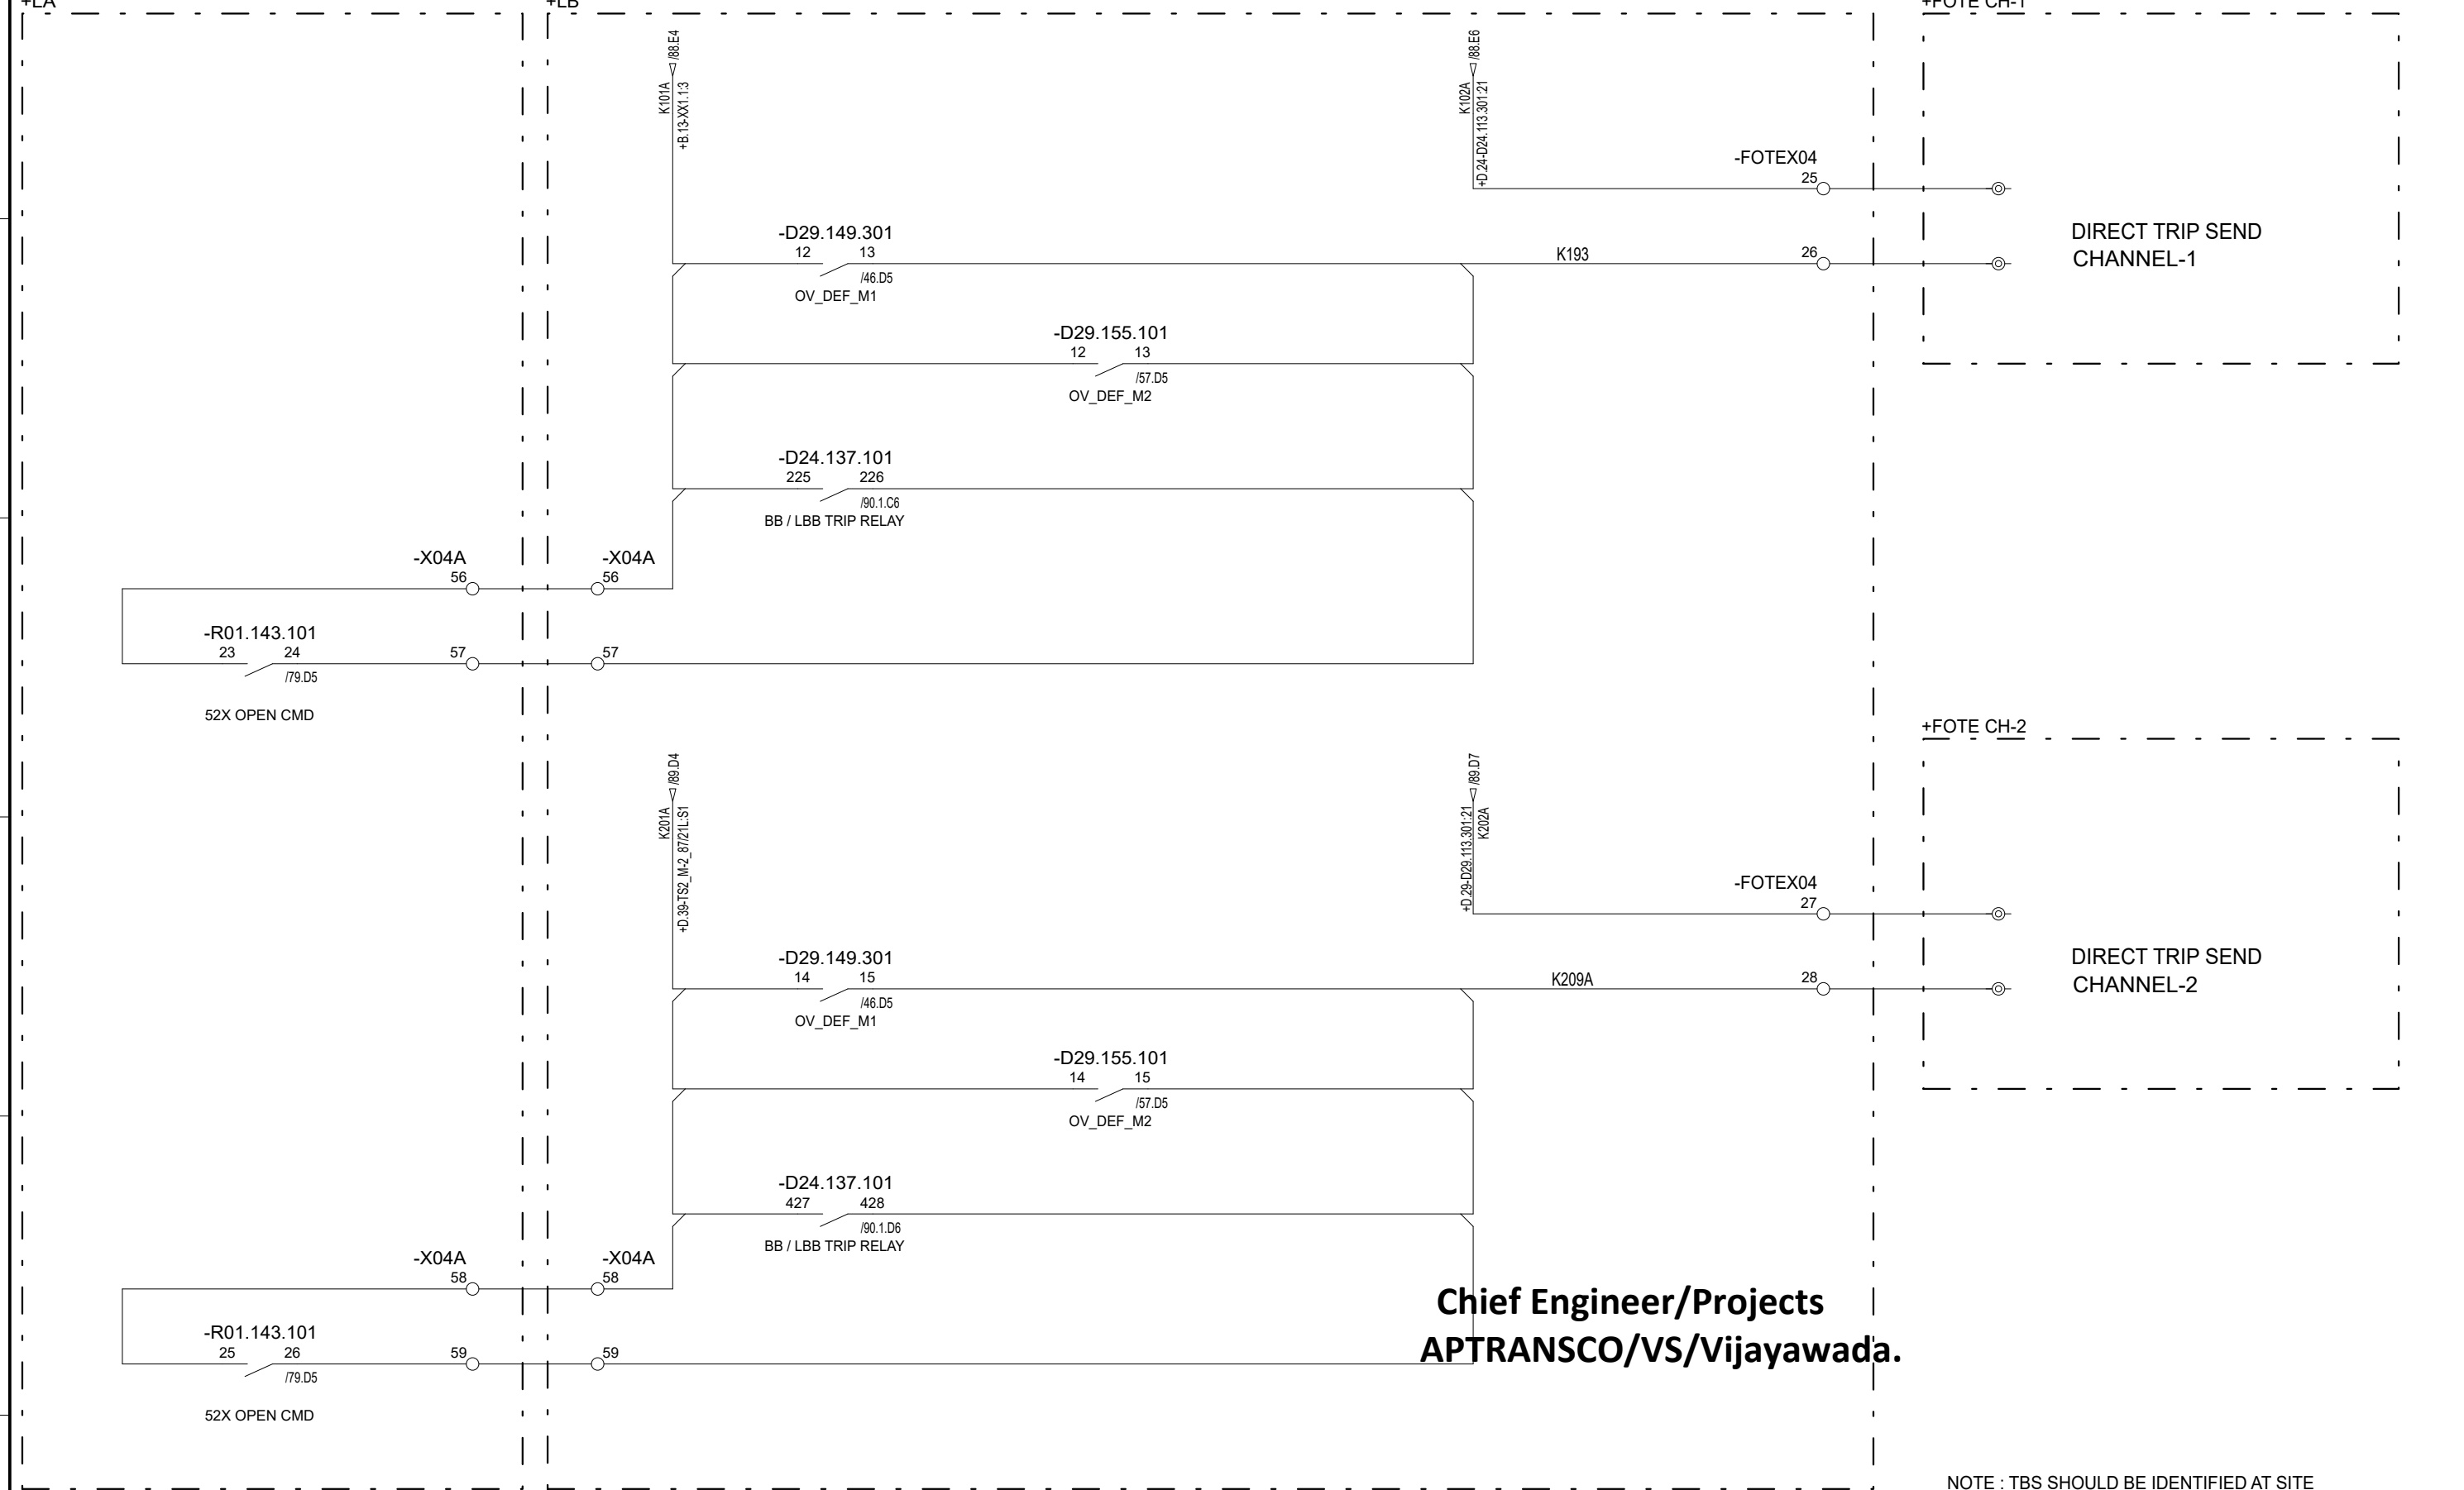 +LA
+LB
+FOTE CH-1
/88.E4
K101A
+B.13-XX1.1:3
/88.E6
K102A
+D.24-D24.113.301:21
-FOTEX04
25
DIRECT TRIP SEND
CHANNEL-1
-D29.149.301
12 13
/46.D5
OV_DEF_M1
K193
26
-D29.155.101
12 13
/57.D5
OV_DEF_M2
-D24.137.101
225 226
/90.1.C6
BB / LBB TRIP RELAY
-X04A
56
-X04A
56
-R01.143.101
23 24
/79.D5
57
57
52X OPEN CMD
+FOTE CH-2
/89.D4
K201A
+D.39-TS2_M-2_87/21L:S1
/89.D7
+D.29-D29.113.301:21
K202A
-FOTEX04
27
DIRECT TRIP SEND
CHANNEL-2
-D29.149.301
14 15
/46.D5
OV_DEF_M1
K209A
28
-D29.155.101
14 15
/57.D5
OV_DEF_M2
-D24.137.101
427 428
/90.1.D6
BB / LBB TRIP RELAY
-X04A
58
-X04A
58
-R01.143.101
25 26
/79.D5
59
59
52X OPEN CMD
Chief Engineer/Projects
APTRANSCO/VS/Vijayawada.
NOTE : TBS SHOULD BE IDENTIFIED AT SITE